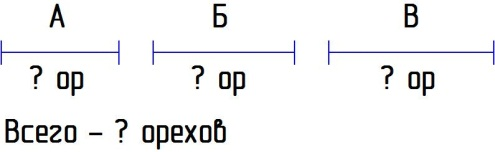 А Б В
? ор ? ор ? ор
Всего – ? орехов